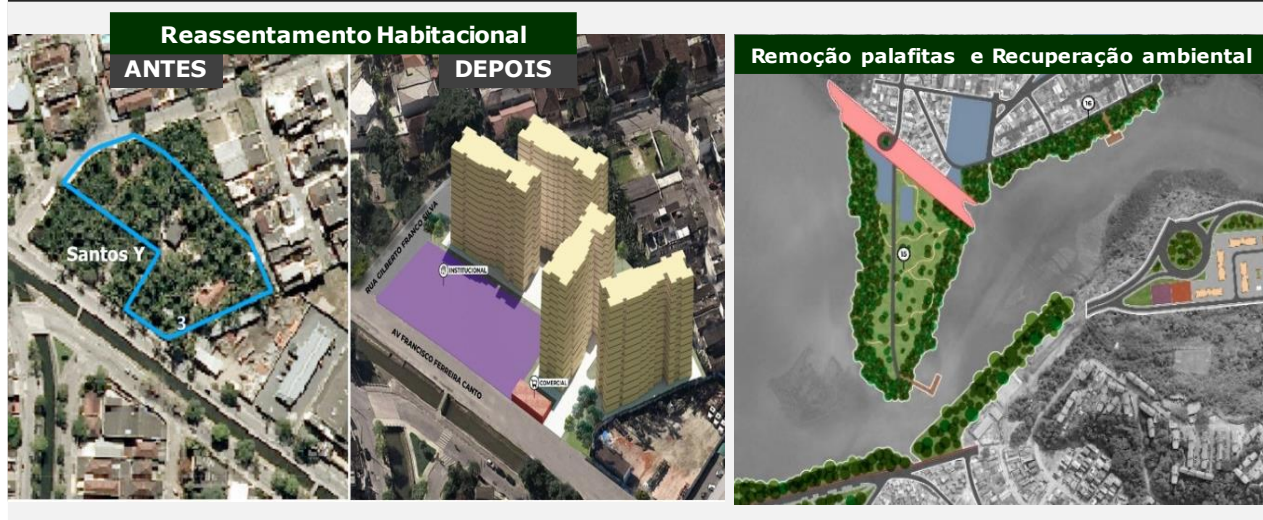 Reassentamento Habitacional
ANTES
DEPOIS
Santos Y
3
RUA GILBERTO FRANCO SILVA
INSTITUCIONAL
AV FRANCISCO FERREIRA CANTO
COMERCIAL
Remoção palafitas e Recuperação ambiental
16
15